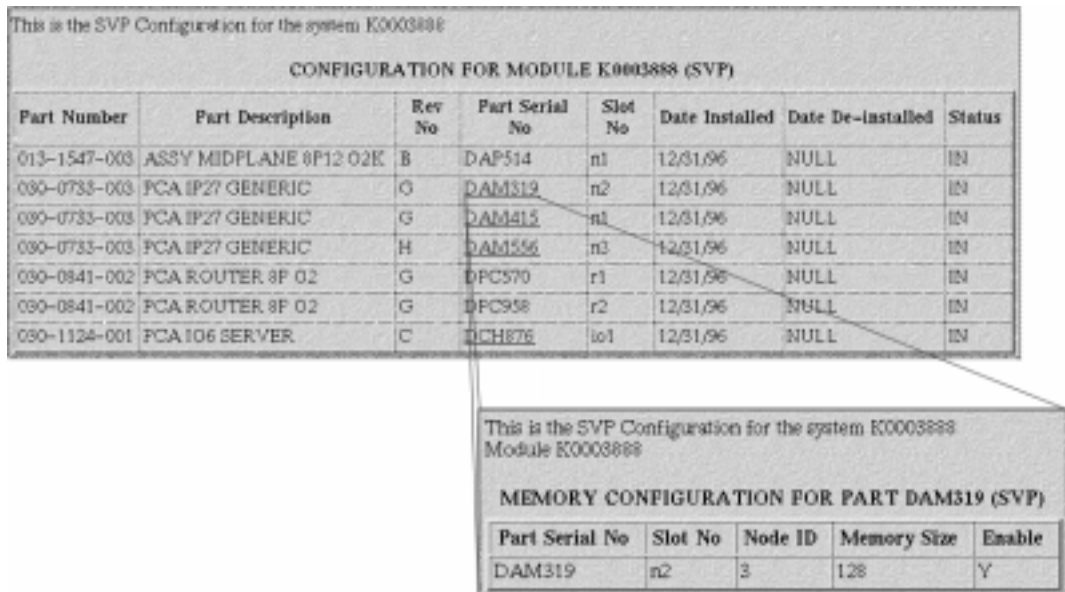 This is the SVP Configuration for the system K0003888
CONFIGURATION FOR MODULE K0003888 (SVP)
Part Number Part Description Rev No Part Serial No Slot No Date Installed Date De-installed Status
013-1547-003 ASSY MIDPLANE 8P12 O2K B DAP514 n1 12/31/96 NULL IN
030-0733-003 PCA IP27 GENERIC G DAM319 n2 12/31/96 NULL IN
030-0733-003 PCA IP27 GENERIC G DAM415 n1 12/31/96 NULL IN
030-0733-003 PCA IP27 GENERIC H DAM556 n3 12/31/96 NULL IN
030-0841-002 PCA ROUTER 8P O2 G DPC570 r1 12/31/96 NULL IN
030-0841-002 PCA ROUTER 8P O2 G DPC958 r2 12/31/96 NULL IN
030-1124-001 PCA IO6 SERVER C DCH876 io1 12/31/96 NULL IN
This is the SVP Configuration for the system K0003888
Module K0003888
MEMORY CONFIGURATION FOR PART DAM319 (SVP)
Part Serial No Slot No Node ID Memory Size Enable
DAM319 n2 3 128 Y